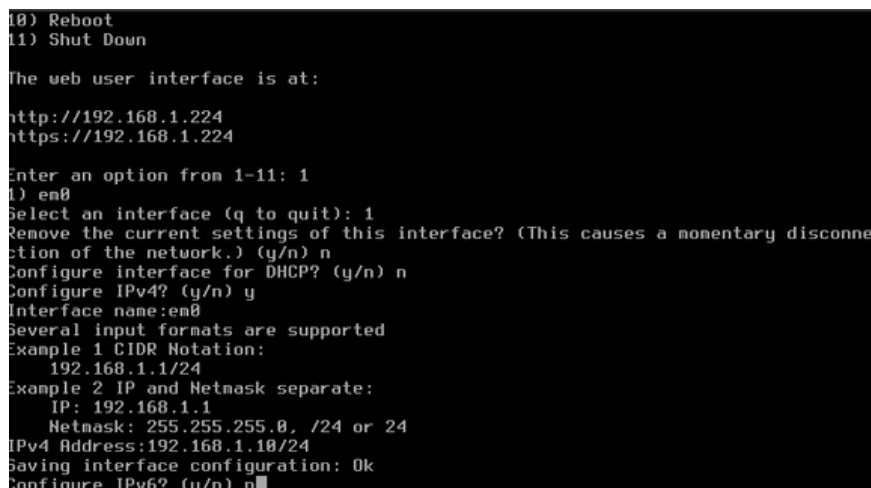 10) Reboot
11) Shut Down
The web user interface is at:
http://192.168.1.224
https://192.168.1.224
Enter an option from 1-11: 1
1) em0
Select an interface (q to quit): 1
Remove the current settings of this interface? (This causes a momentary disconne
ction of the network.) (y/n) n
Configure interface for DHCP? (y/n) n
Configure IPv4? (y/n) y
Interface name:em0
Several input formats are supported
Example 1 CIDR Notation:
192.168.1.1/24
Example 2 IP and Netmask separate:
IP: 192.168.1.1
Netmask: 255.255.255.0, /24 or 24
IPv4 Address:192.168.1.10/24
Saving interface configuration: Ok
Configure IPv6? (y/n) n